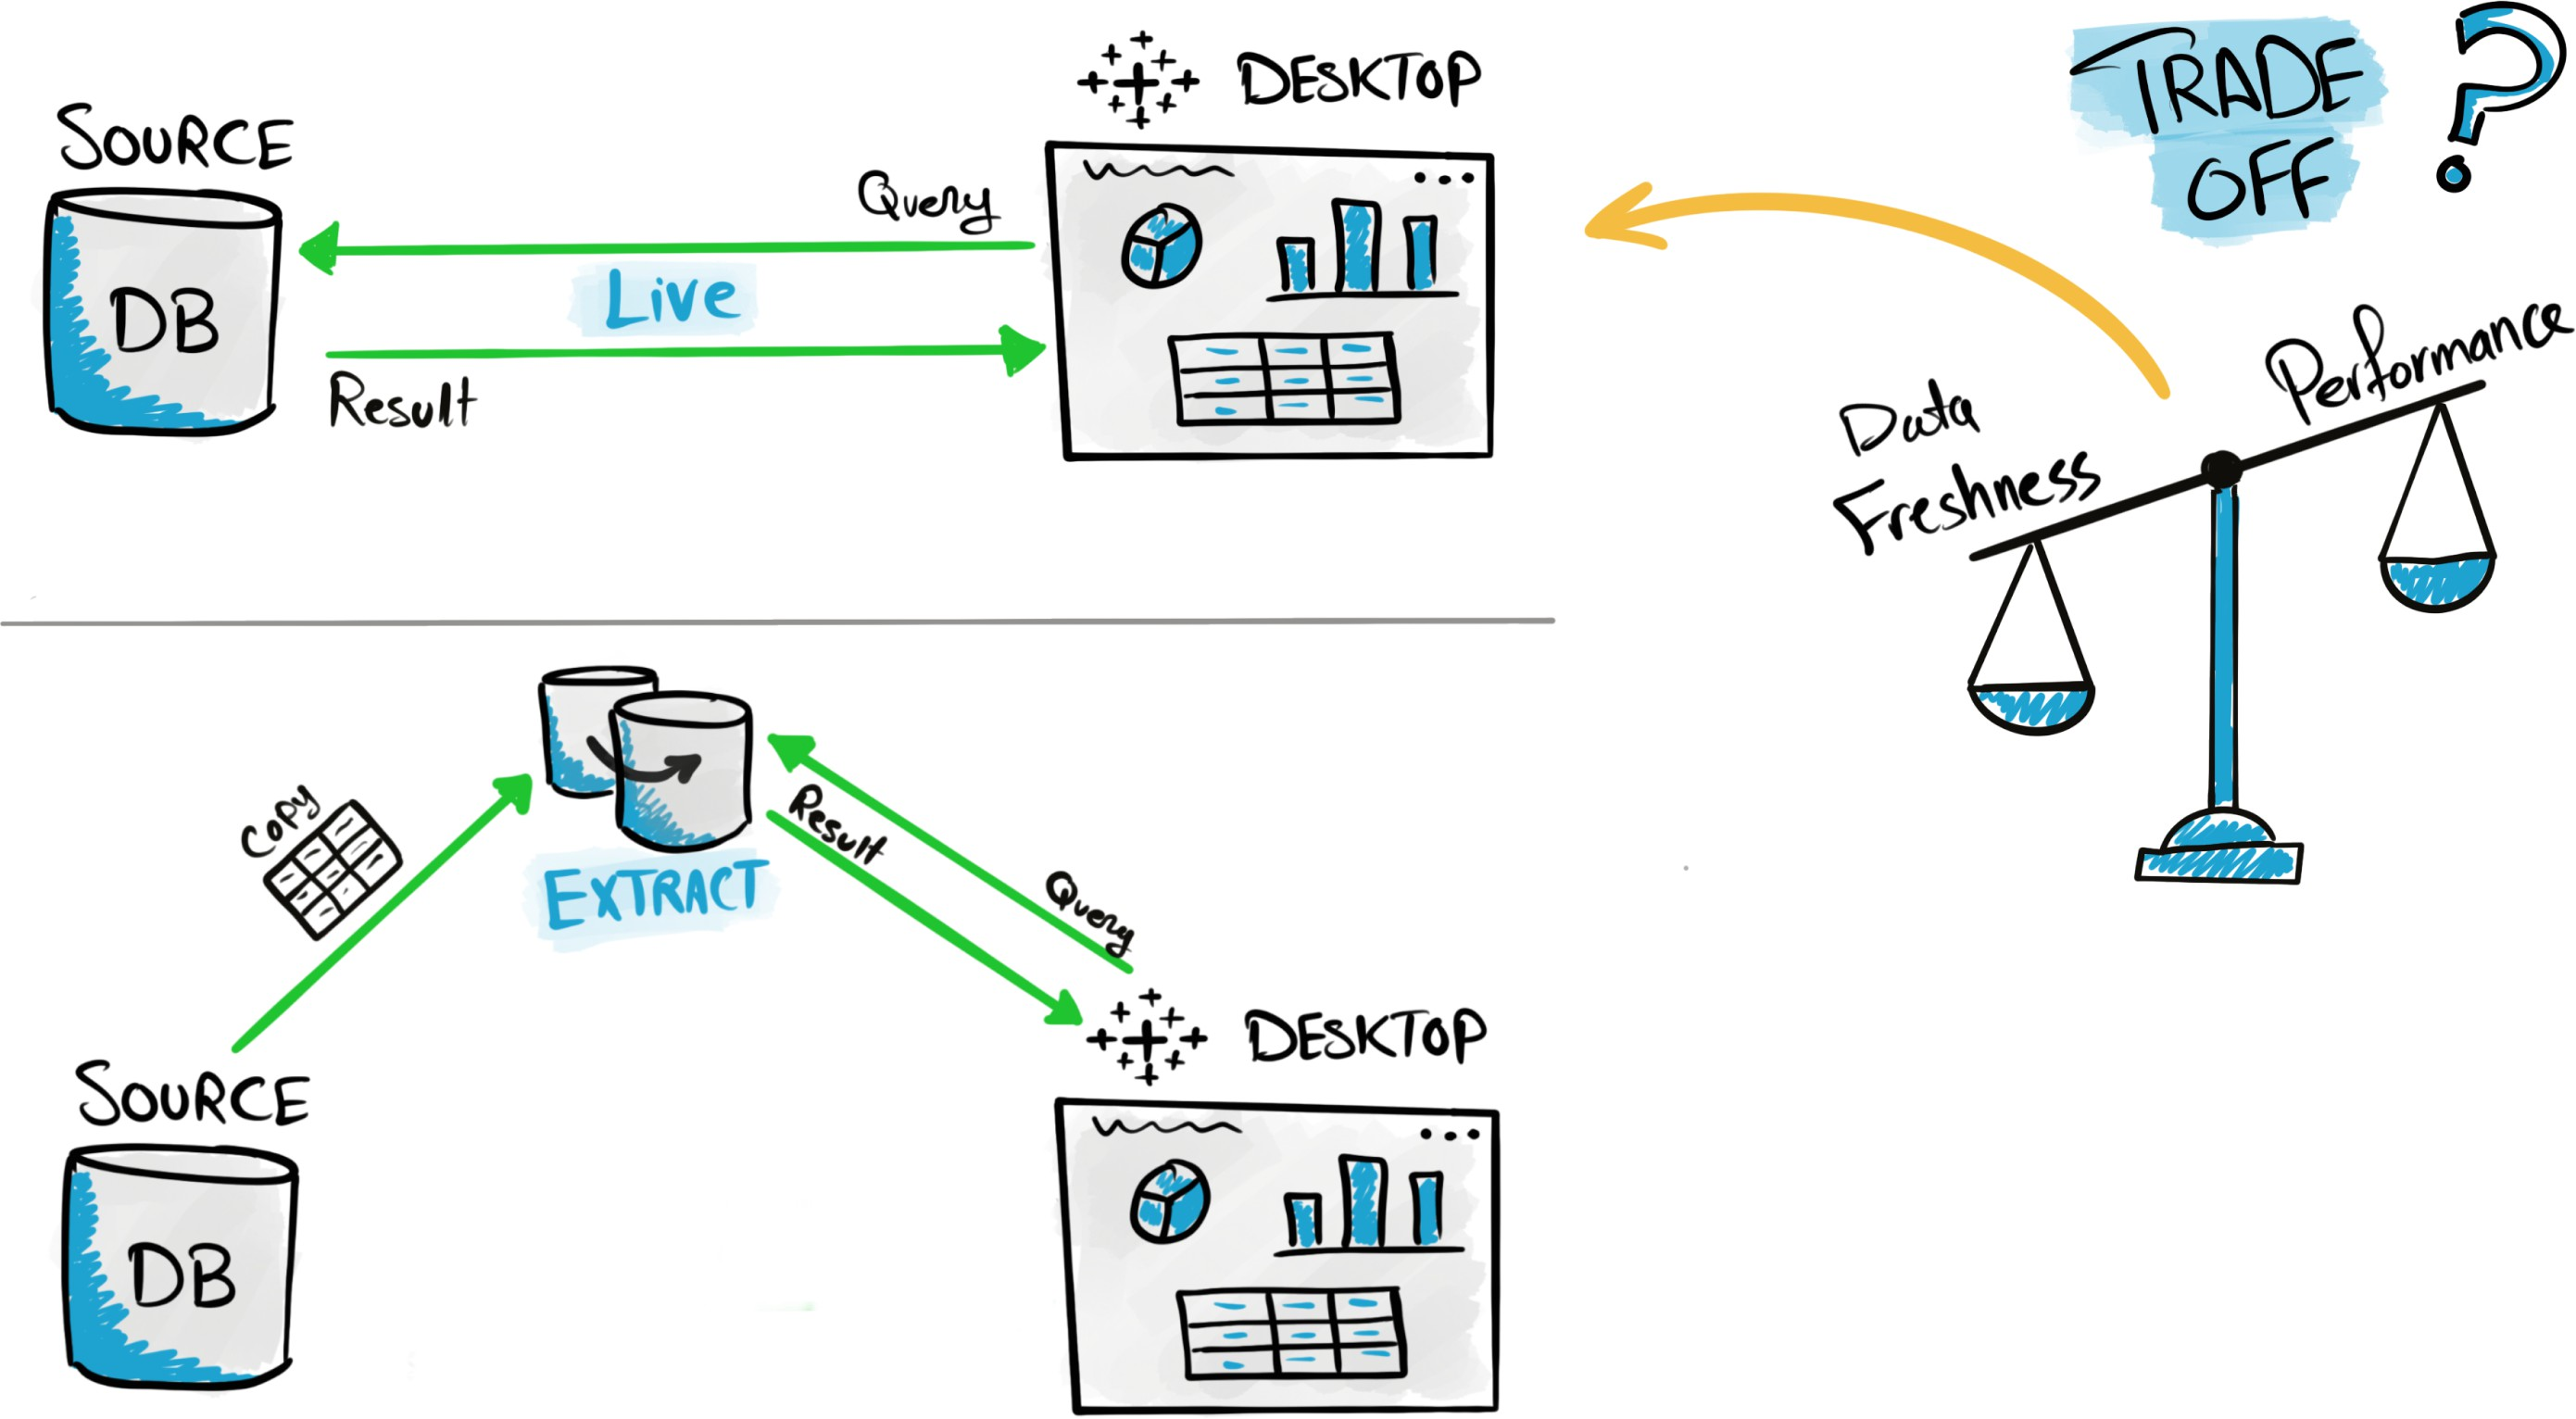 SOURCE
DB
Query
Live
Result
DESKTOP
TRADE
OFF
?
Data
Freshness
Performance
Copy
EXTRACT
Result
Query
SOURCE
DB
DESKTOP